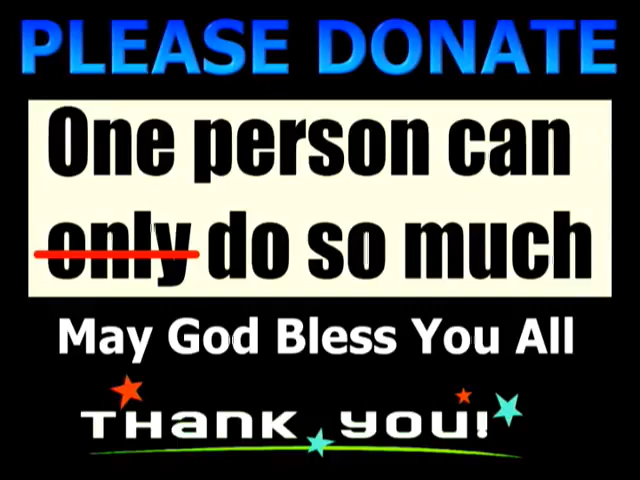 PLEASE DONATE
One person can
only do so much
May God Bless You All
THANK YOU!